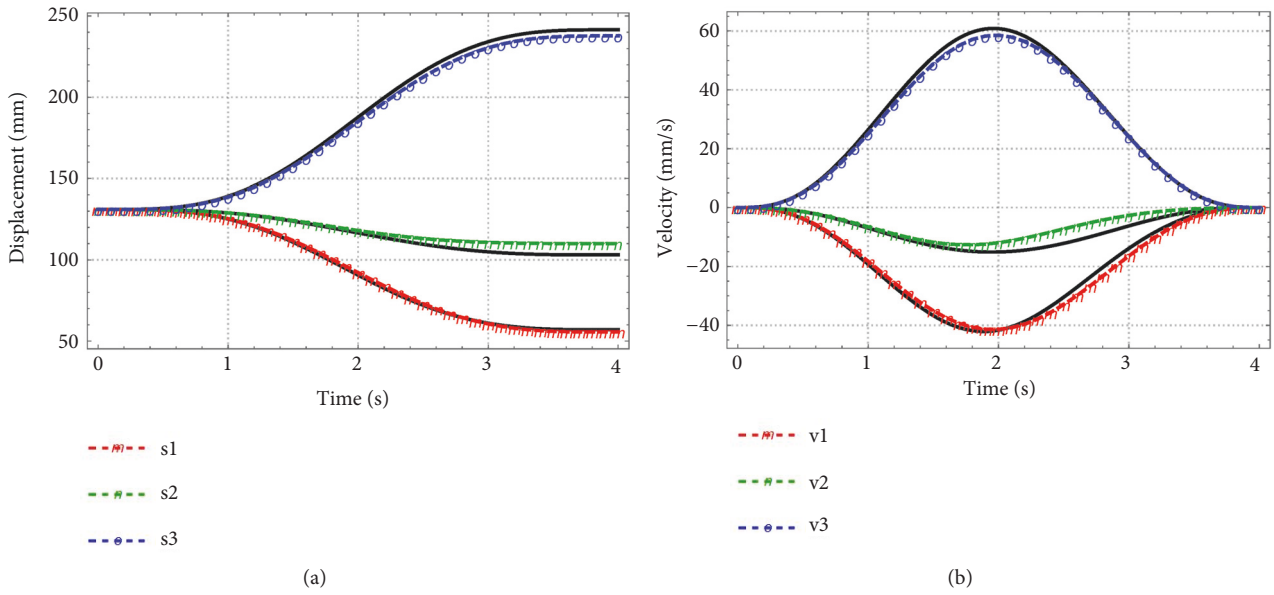 250
200
150
100
50
Displacement (mm)
0 1 2 3 4
Time (s)
s1
s2
s3
(a)
60
40
20
0
−20
−40
Velocity (mm/s)
0 1 2 3 4
Time (s)
v1
v2
v3
(b)